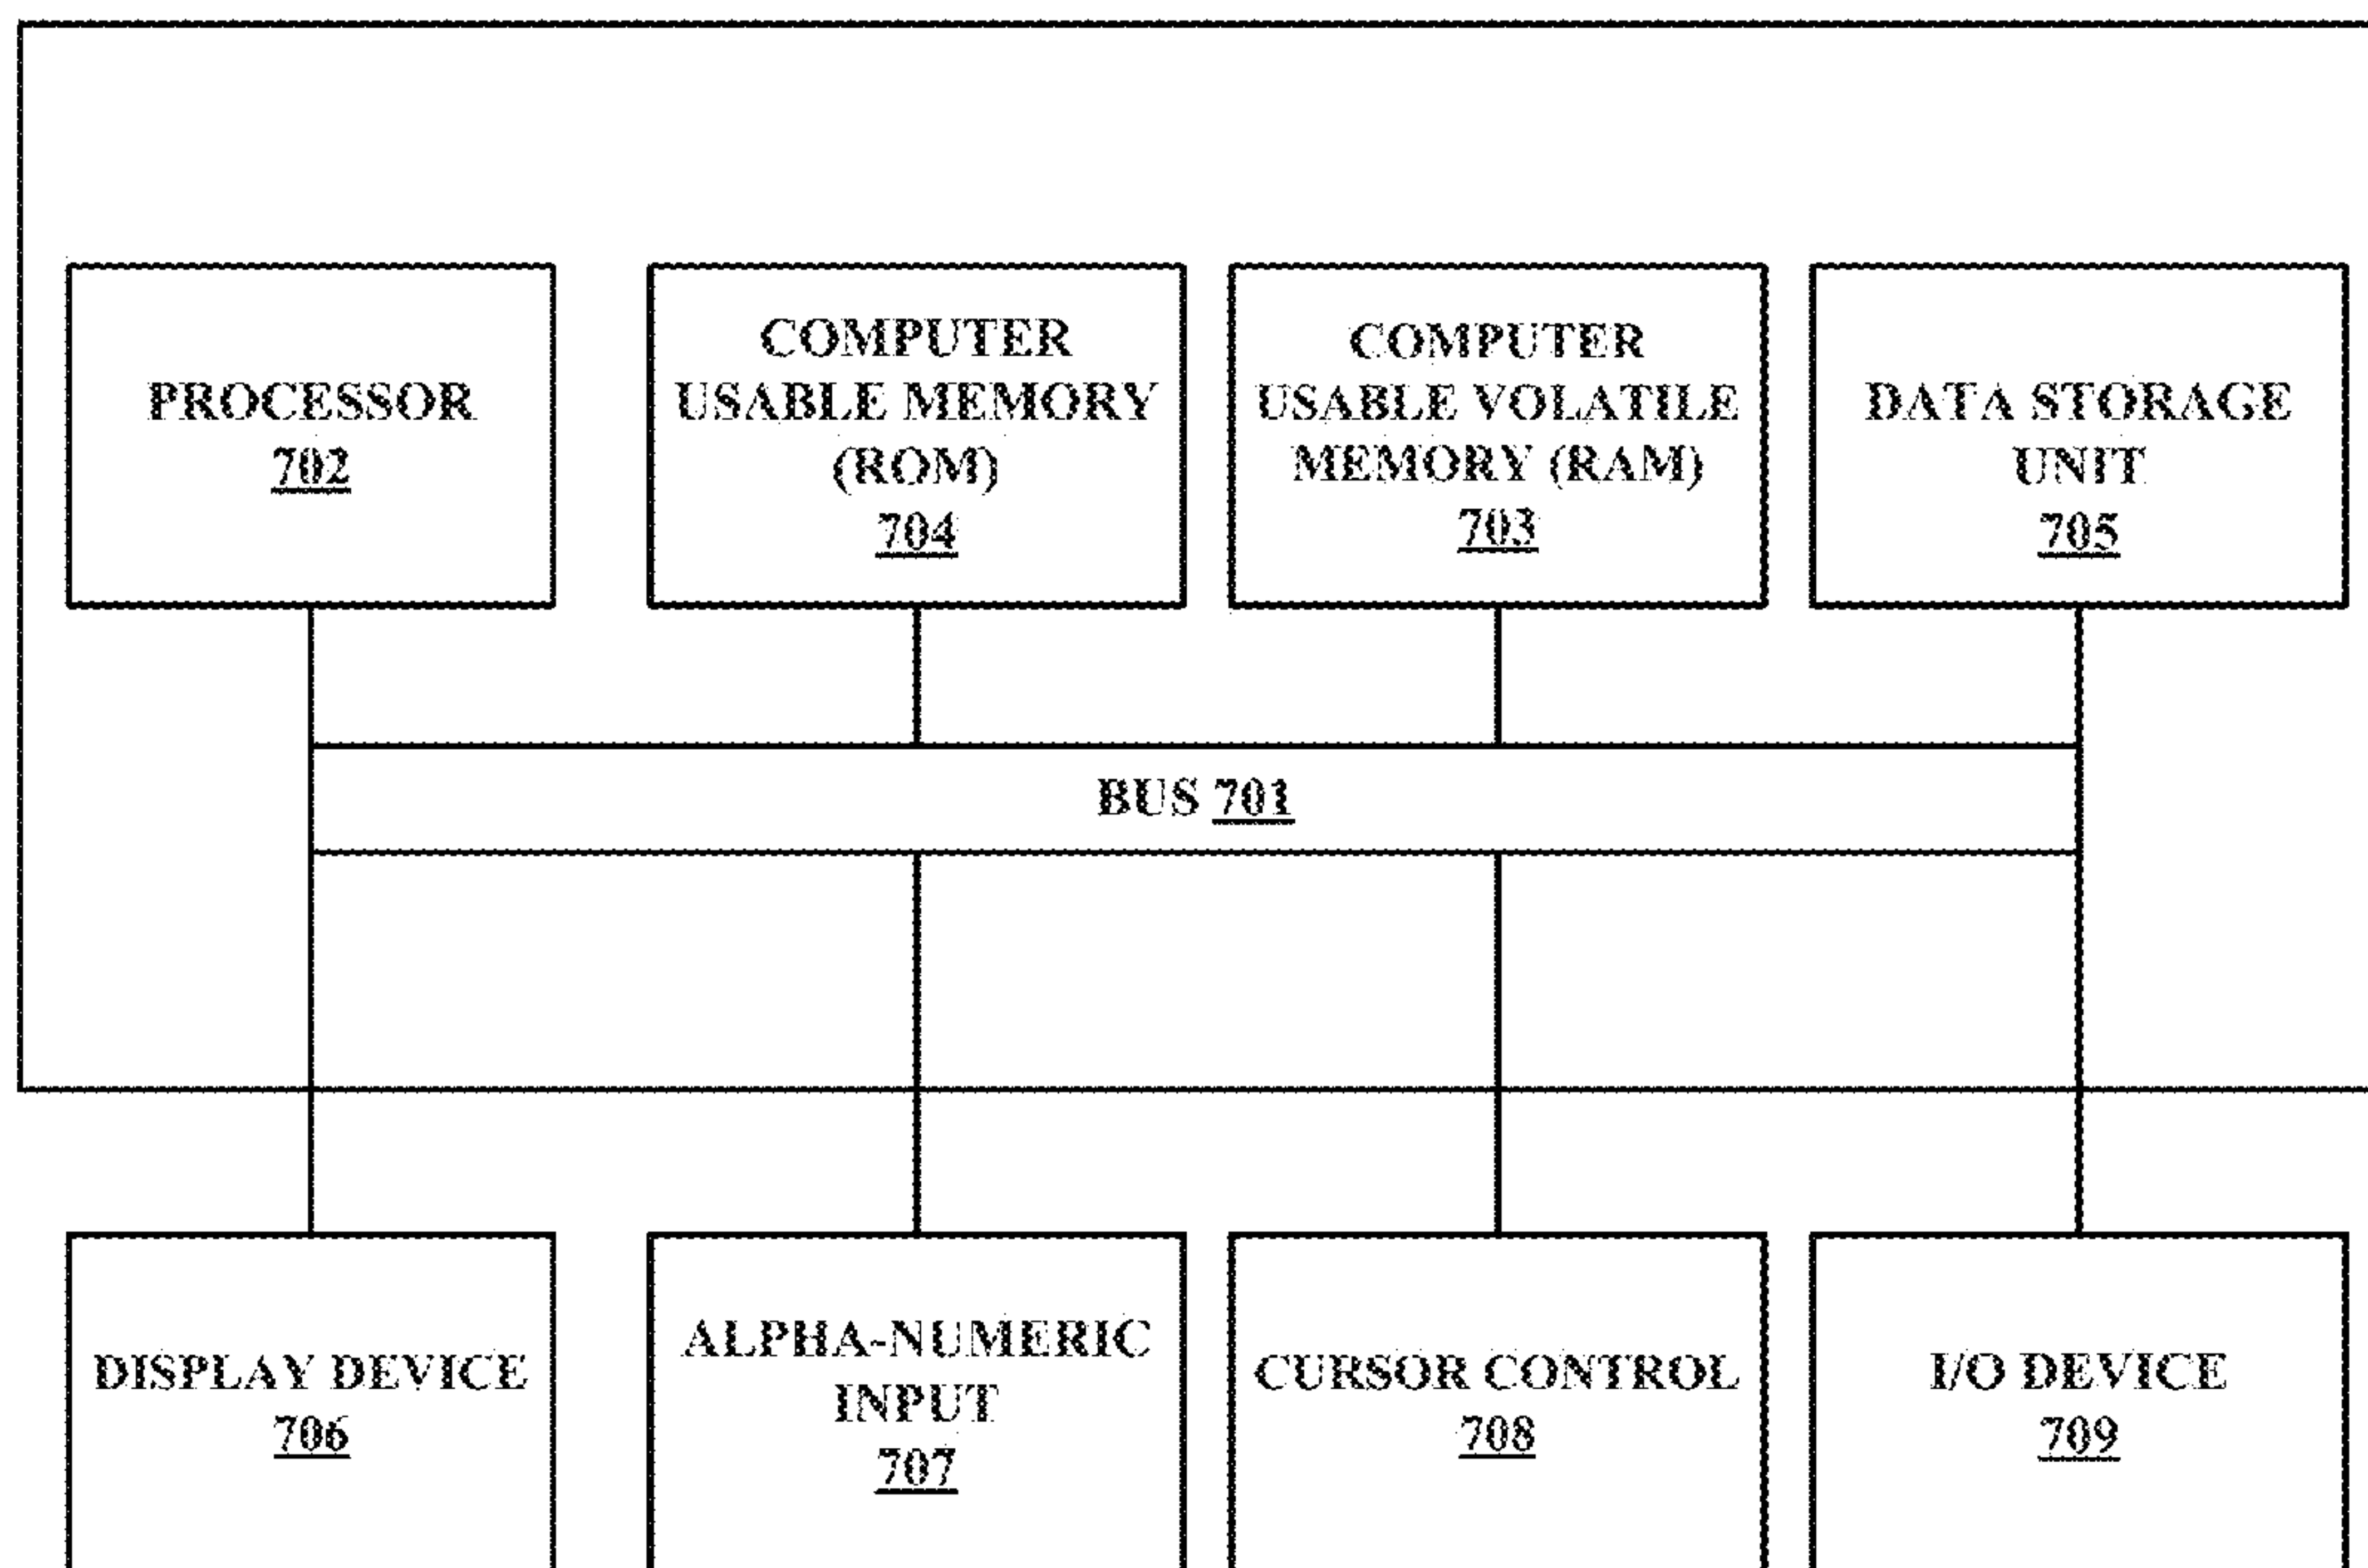 PROCESSOR
702
COMPUTER
USABLE MEMORY
(ROM)
704
COMPUTER
USABLE VOLATILE
MEMORY (RAM)
703
DATA STORAGE
UNIT
705
BUS 701
DISPLAY DEVICE
706
ALPHA-NUMERIC
INPUT
707
CURSOR CONTROL
708
I/O DEVICE
709